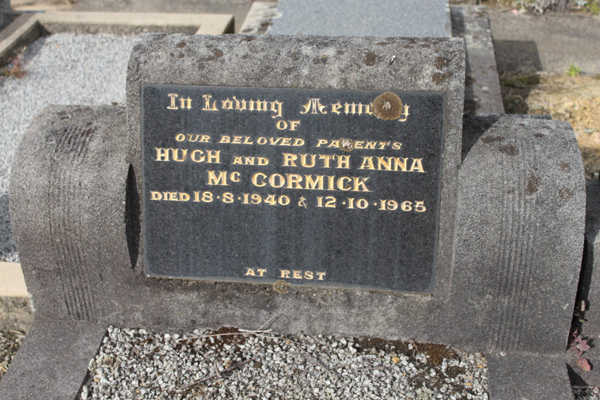 In Loving Memory
OF
OUR BELOVED PARENTS
HUGH AND RUTH ANNA
Mc CORMICK
DIED 18·8·1940 & 12·10·1965
AT REST